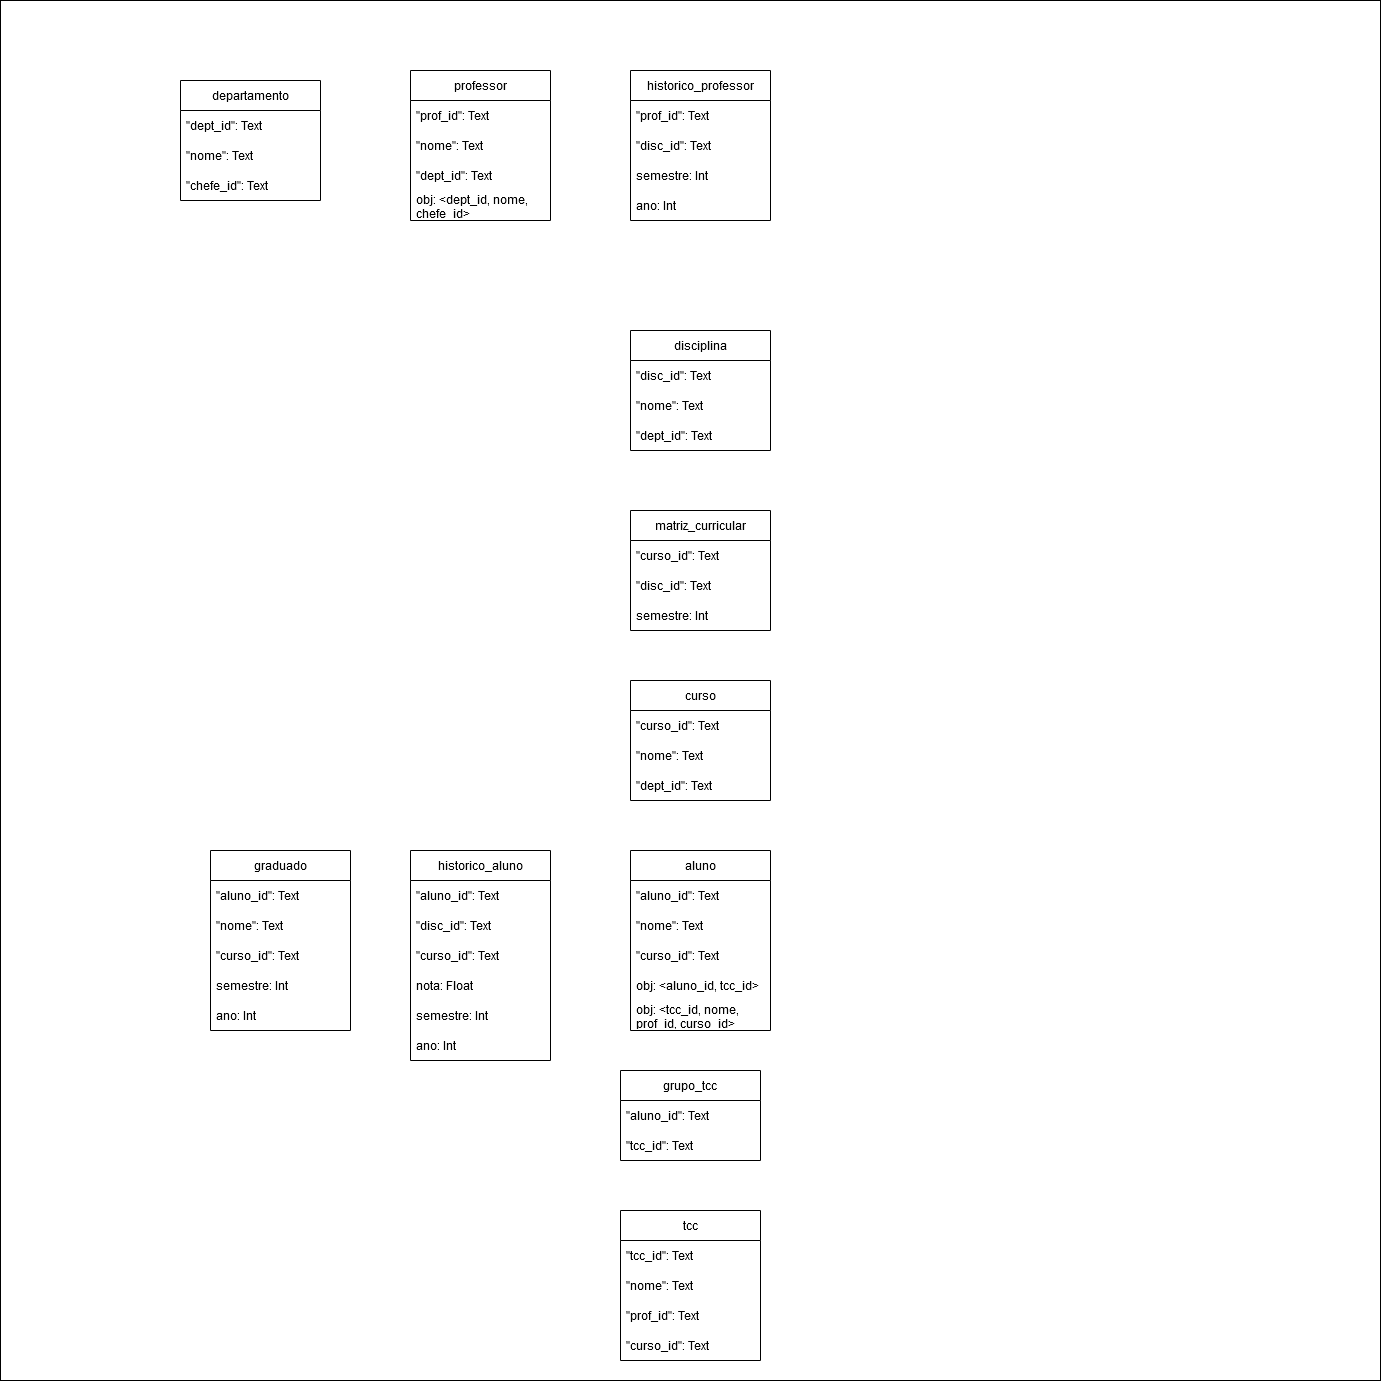 departamento
"dept_id": Text
"nome": Text
"chefe_id": Text
professor
"prof_id": Text
"nome": Text
"dept_id": Text
obj: <dept_id, nome,
chefe_id>
historico_professor
"prof_id": Text
"disc_id": Text
semestre: Int
ano: Int
disciplina
"disc_id": Text
"nome": Text
"dept_id": Text
matriz_curricular
"curso_id": Text
"disc_id": Text
semestre: Int
curso
"curso_id": Text
"nome": Text
"dept_id": Text
graduado
"aluno_id": Text
"nome": Text
"curso_id": Text
semestre: Int
ano: Int
historico_aluno
"aluno_id": Text
"disc_id": Text
"curso_id": Text
nota: Float
semestre: Int
ano: Int
aluno
"aluno_id": Text
"nome": Text
"curso_id": Text
obj: <aluno_id, tcc_id>
obj: <tcc_id, nome,
prof_id, curso_id>
grupo_tcc
"aluno_id": Text
"tcc_id": Text
tcc
"tcc_id": Text
"nome": Text
"prof_id": Text
"curso_id": Text